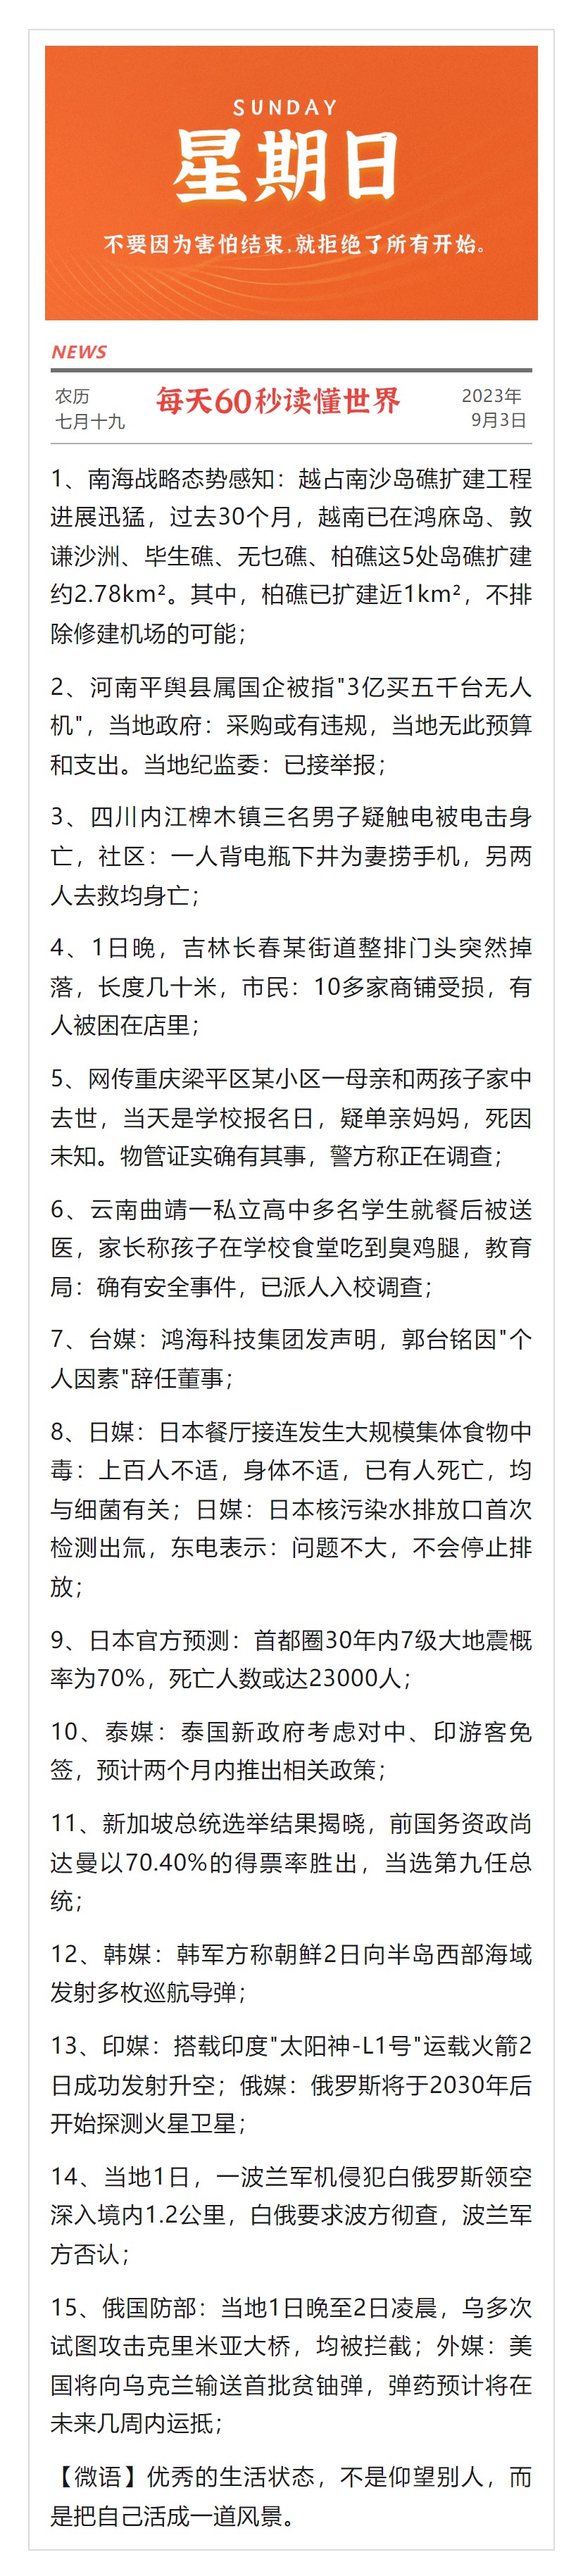 SUNDAY
星期日
不要因为害怕结束,就拒绝了所有开始。
NEWS
农历
七月十九
每天60秒读懂世界
2023年
9月3日
1、南海战略态势感知：越占南沙岛礁扩建工程
进展迅猛，过去30个月，越南已在鸿庥岛、敦
谦沙洲、毕生礁、无乜礁、柏礁这5处岛礁扩建
约2.78km²。其中，柏礁已扩建近1km²，不排
除修建机场的可能；
2、河南平舆县属国企被指"3亿买五千台无人
机"，当地政府：采购或有违规，当地无此预算
和支出。当地纪监委：已接举报；
3、四川内江椑木镇三名男子疑触电被电击身
亡，社区：一人背电瓶下井为妻捞手机，另两
人去救均身亡；
4、1日晚，吉林长春某街道整排门头突然掉
落，长度几十米，市民：10多家商铺受损，有
人被困在店里；
5、网传重庆梁平区某小区一母亲和两孩子家中
去世，当天是学校报名日，疑单亲妈妈，死因
未知。物管证实确有其事，警方称正在调查；
6、云南曲靖一私立高中多名学生就餐后被送
医，家长称孩子在学校食堂吃到臭鸡腿，教育
局：确有安全事件，已派人入校调查；
7、台媒：鸿海科技集团发声明，郭台铭因"个
人因素"辞任董事；
8、日媒：日本餐厅接连发生大规模集体食物中
毒：上百人不适，身体不适，已有人死亡，均
与细菌有关；日媒：日本核污染水排放口首次
检测出氚，东电表示：问题不大，不会停止排
放；
9、日本官方预测：首都圈30年内7级大地震概
率为70%，死亡人数或达23000人；
10、泰媒：泰国新政府考虑对中、印游客免
签，预计两个月内推出相关政策；
11、新加坡总统选举结果揭晓，前国务资政尚
达曼以70.40%的得票率胜出，当选第九任总
统；
12、韩媒：韩军方称朝鲜2日向半岛西部海域
发射多枚巡航导弹；
13、印媒：搭载印度"太阳神-L1号"运载火箭2
日成功发射升空；俄媒：俄罗斯将于2030年后
开始探测火星卫星；
14、当地1日，一波兰军机侵犯白俄罗斯领空
深入境内1.2公里，白俄要求波方彻查，波兰军
方否认；
15、俄国防部：当地1日晚至2日凌晨，乌多次
试图攻击克里米亚大桥，均被拦截；外媒：美
国将向乌克兰输送首批贫铀弹，弹药预计将在
未来几周内运抵；
【微语】优秀的生活状态，不是仰望别人，而
是把自己活成一道风景。